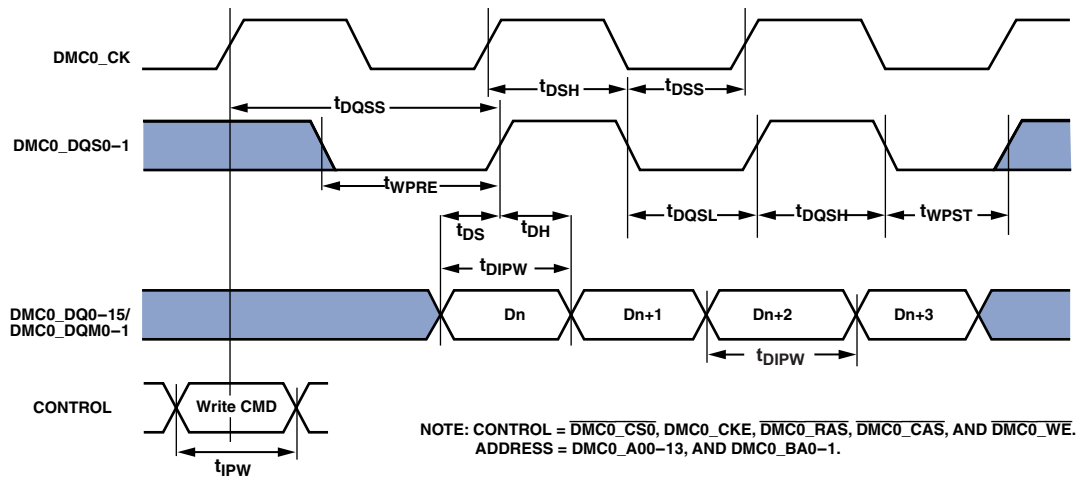 DMC0_CK
tDSH
tDSS
tDQSS
DMC0_DQS0–1
tWPRE
tDS
tDH
tDQSL
tDQSH
tWPST
tDIPW
DMC0_DQ0–15/
DMC0_DQM0–1
Dn
Dn+1
Dn+2
Dn+3
tDIPW
CONTROL
Write CMD
tIPW
NOTE: CONTROL = DMC0_CS0, DMC0_CKE, DMC0_RAS, DMC0_CAS, AND DMC0_WE.
ADDRESS = DMC0_A00–13, AND DMC0_BA0–1.